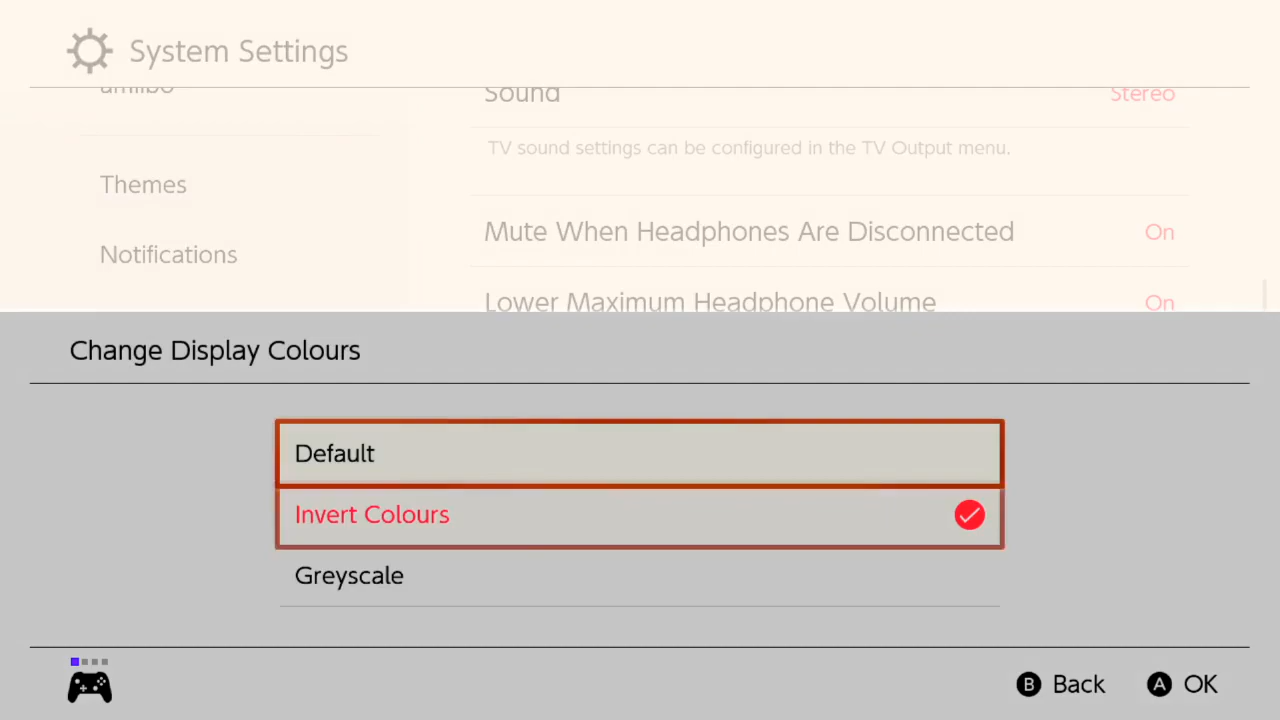 System Settings
amiibo
Sound
Stereo
TV sound settings can be configured in the TV Output menu.
Themes
Mute When Headphones Are Disconnected
On
Notifications
Lower Maximum Headphone Volume
On
Change Display Colours
Default
Invert Colours
Greyscale
B Back
A OK